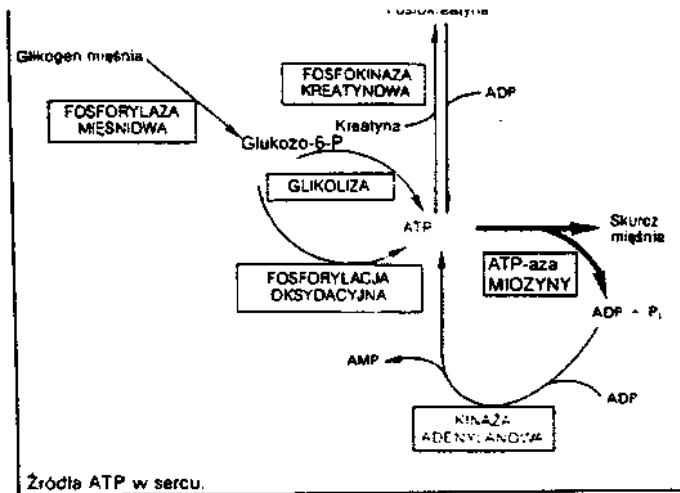 Glikogen mięśnia
FOSFORYLAZA
MIĘŚNIOWA
FOSFOKINAZA
KREATYNOWA
ADP
Kreatyna
Glukozo-6-P
GLIKOLIZA
ATP
Skurcz
mięśnia
ATP-aza
MIOZYNY
FOSFORYLACJA
OKSYDACYJNA
ADP + Pi
AMP
ADP
KINAZA
ADENYLANOWA
Źródła ATP w sercu.